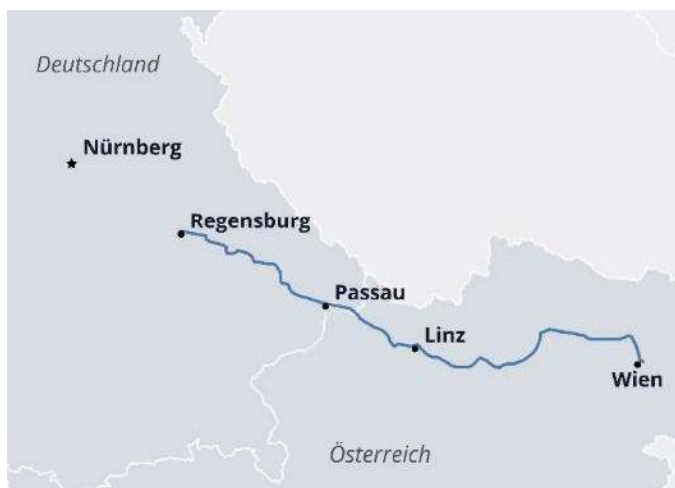 Deutschland
Nürnberg
Regensburg
Passau
Linz
Wien
Österreich